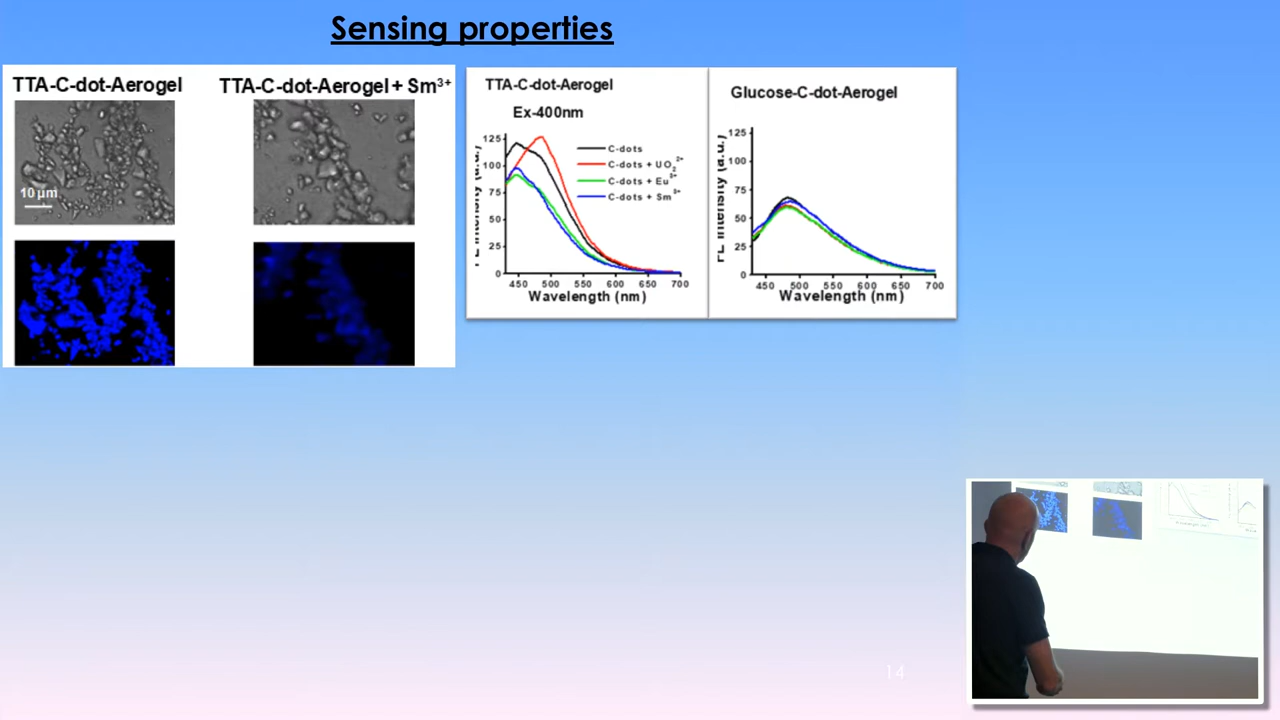 Sensing properties
TTA-C-dot-Aerogel
TTA-C-dot-Aerogel + Sm³⁺
10 µm
TTA-C-dot-Aerogel
Ex-400nm
C-dots
C-dots + UO₂²⁺
C-dots + Eu³⁺
C-dots + Sm³⁺
125
100
75
50
25
0
450 500 550 600 650 700
Wavelength (nm)
Glucose-C-dot-Aerogel
FL Intensity (a.u.)
125
100
75
50
25
0
450 500 550 600 650 700
Wavelength (nm)
14